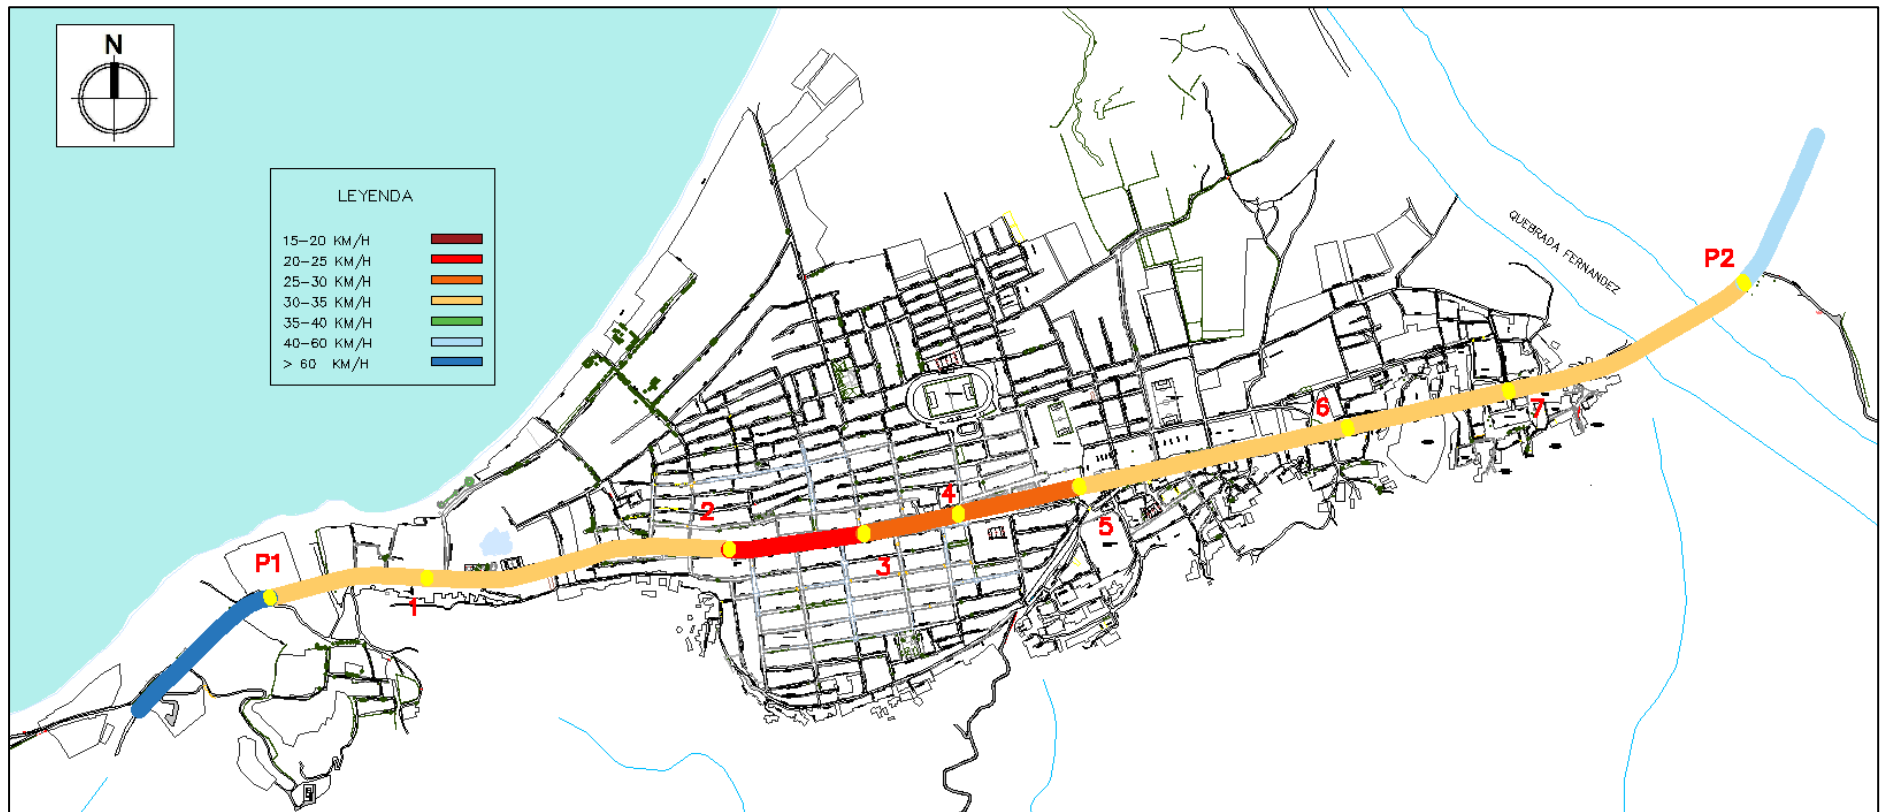 N
LEYENDA
15-20 KM/H
20-25 KM/H
25-30 KM/H
30-35 KM/H
35-40 KM/H
40-60 KM/H
> 60 KM/H
QUEBRADA FERNANDEZ
P2
6
7
4
2
5
3
P1
1